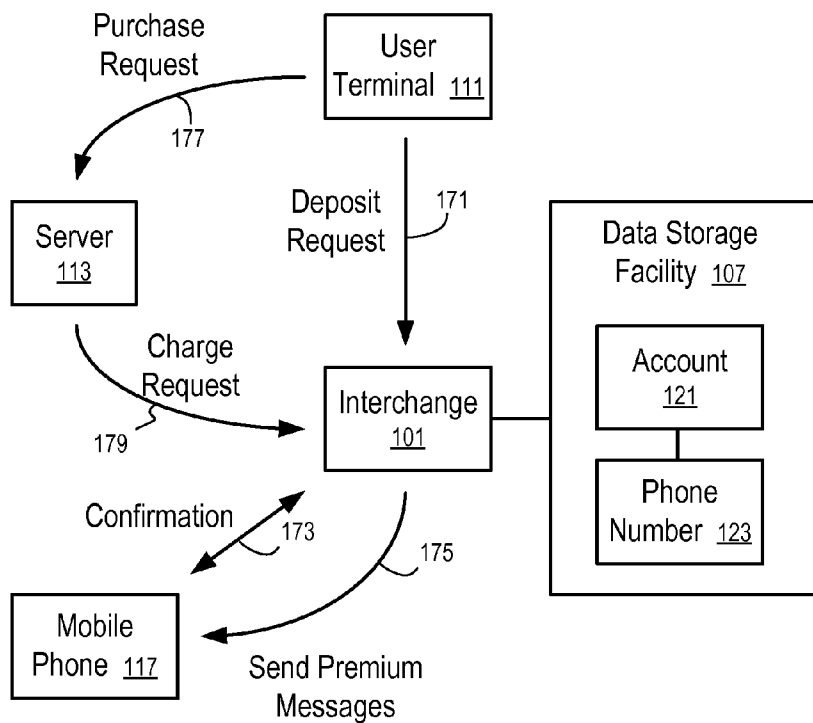 Purchase
Request
177
User
Terminal 111
Deposit
Request
171
Server
113
Data Storage
Facility 107
Charge
Request
179
Interchange
101
Account
121
Phone
Number 123
Confirmation
173
175
Mobile
Phone 117
Send Premium
Messages